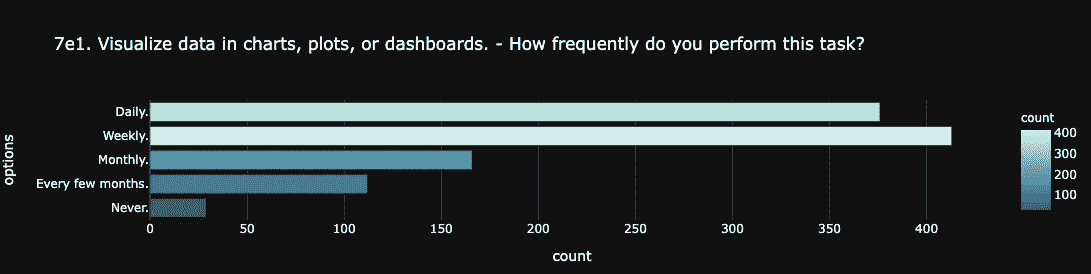 7e1. Visualize data in charts, plots, or dashboards. - How frequently do you perform this task?
options
Daily.
Weekly.
Monthly.
Every few months.
Never.
0 50 100 150 200 250 300 350 400
count
count
400
300
200
100